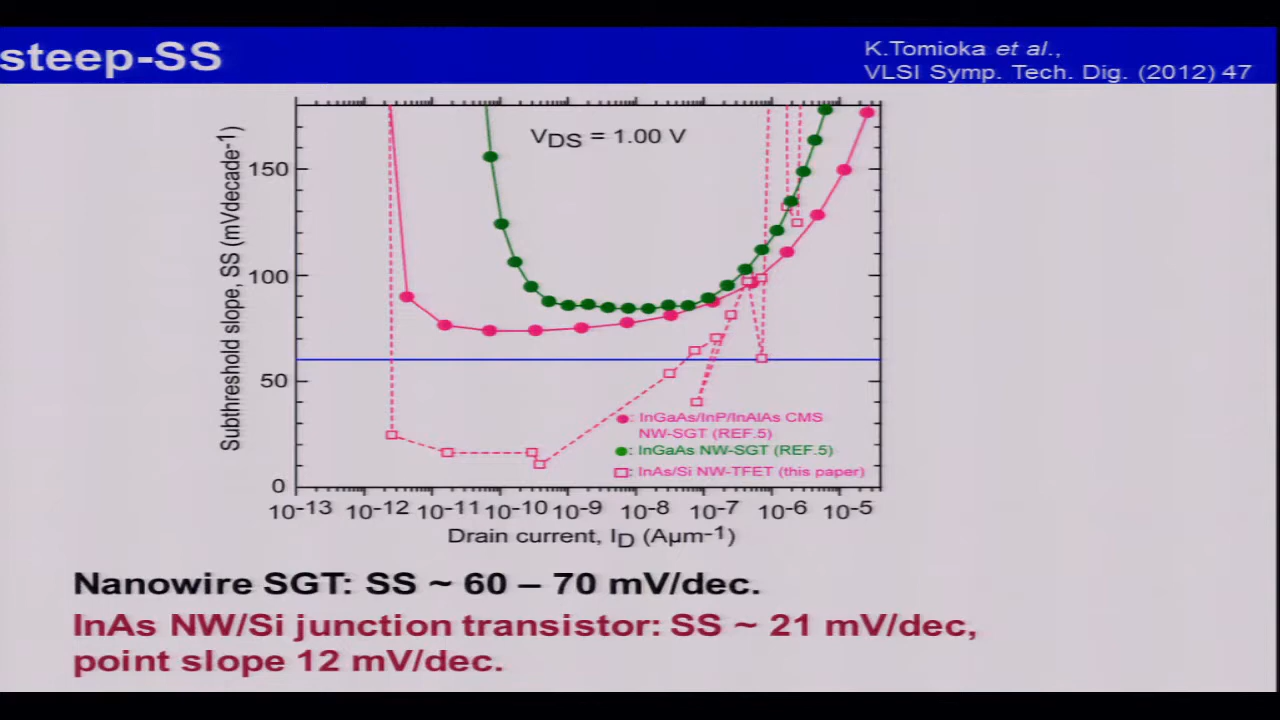 steep-SS
K.Tomioka et al.,
VLSI Symp. Tech. Dig. (2012) 47
VDS = 1.00 V
Subthreshold slope, SS (mVdecade-1)
150
100
50
0
: InGaAs/InP/InAlAs CMS
NW-SGT (REF.5)
: InGaAs NW-SGT (REF.5)
: InAs/Si NW-TFET (this paper)
10-13 10-12 10-11 10-10 10-9 10-8 10-7 10-6 10-5
Drain current, ID (Aμm-1)
Nanowire SGT: SS ~ 60 – 70 mV/dec.
InAs NW/Si junction transistor: SS ~ 21 mV/dec,
point slope 12 mV/dec.